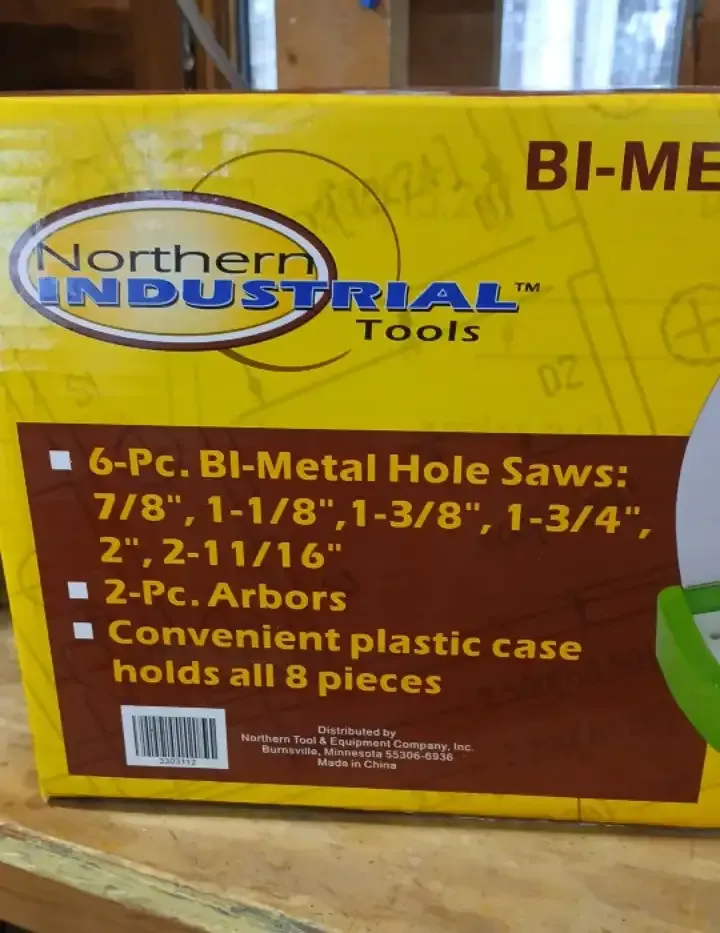 BI-ME
Northern
INDUSTRIAL™
Tools
D2
6-Pc. BI-Metal Hole Saws:
7/8", 1-1/8",1-3/8", 1-3/4",
2", 2-11/16"
2-Pc. Arbors
Convenient plastic case
holds all 8 pieces
Distributed by
Northern Tool & Equipment Company, Inc.
Burnsville, Minnesota 55306-6936
Made in China